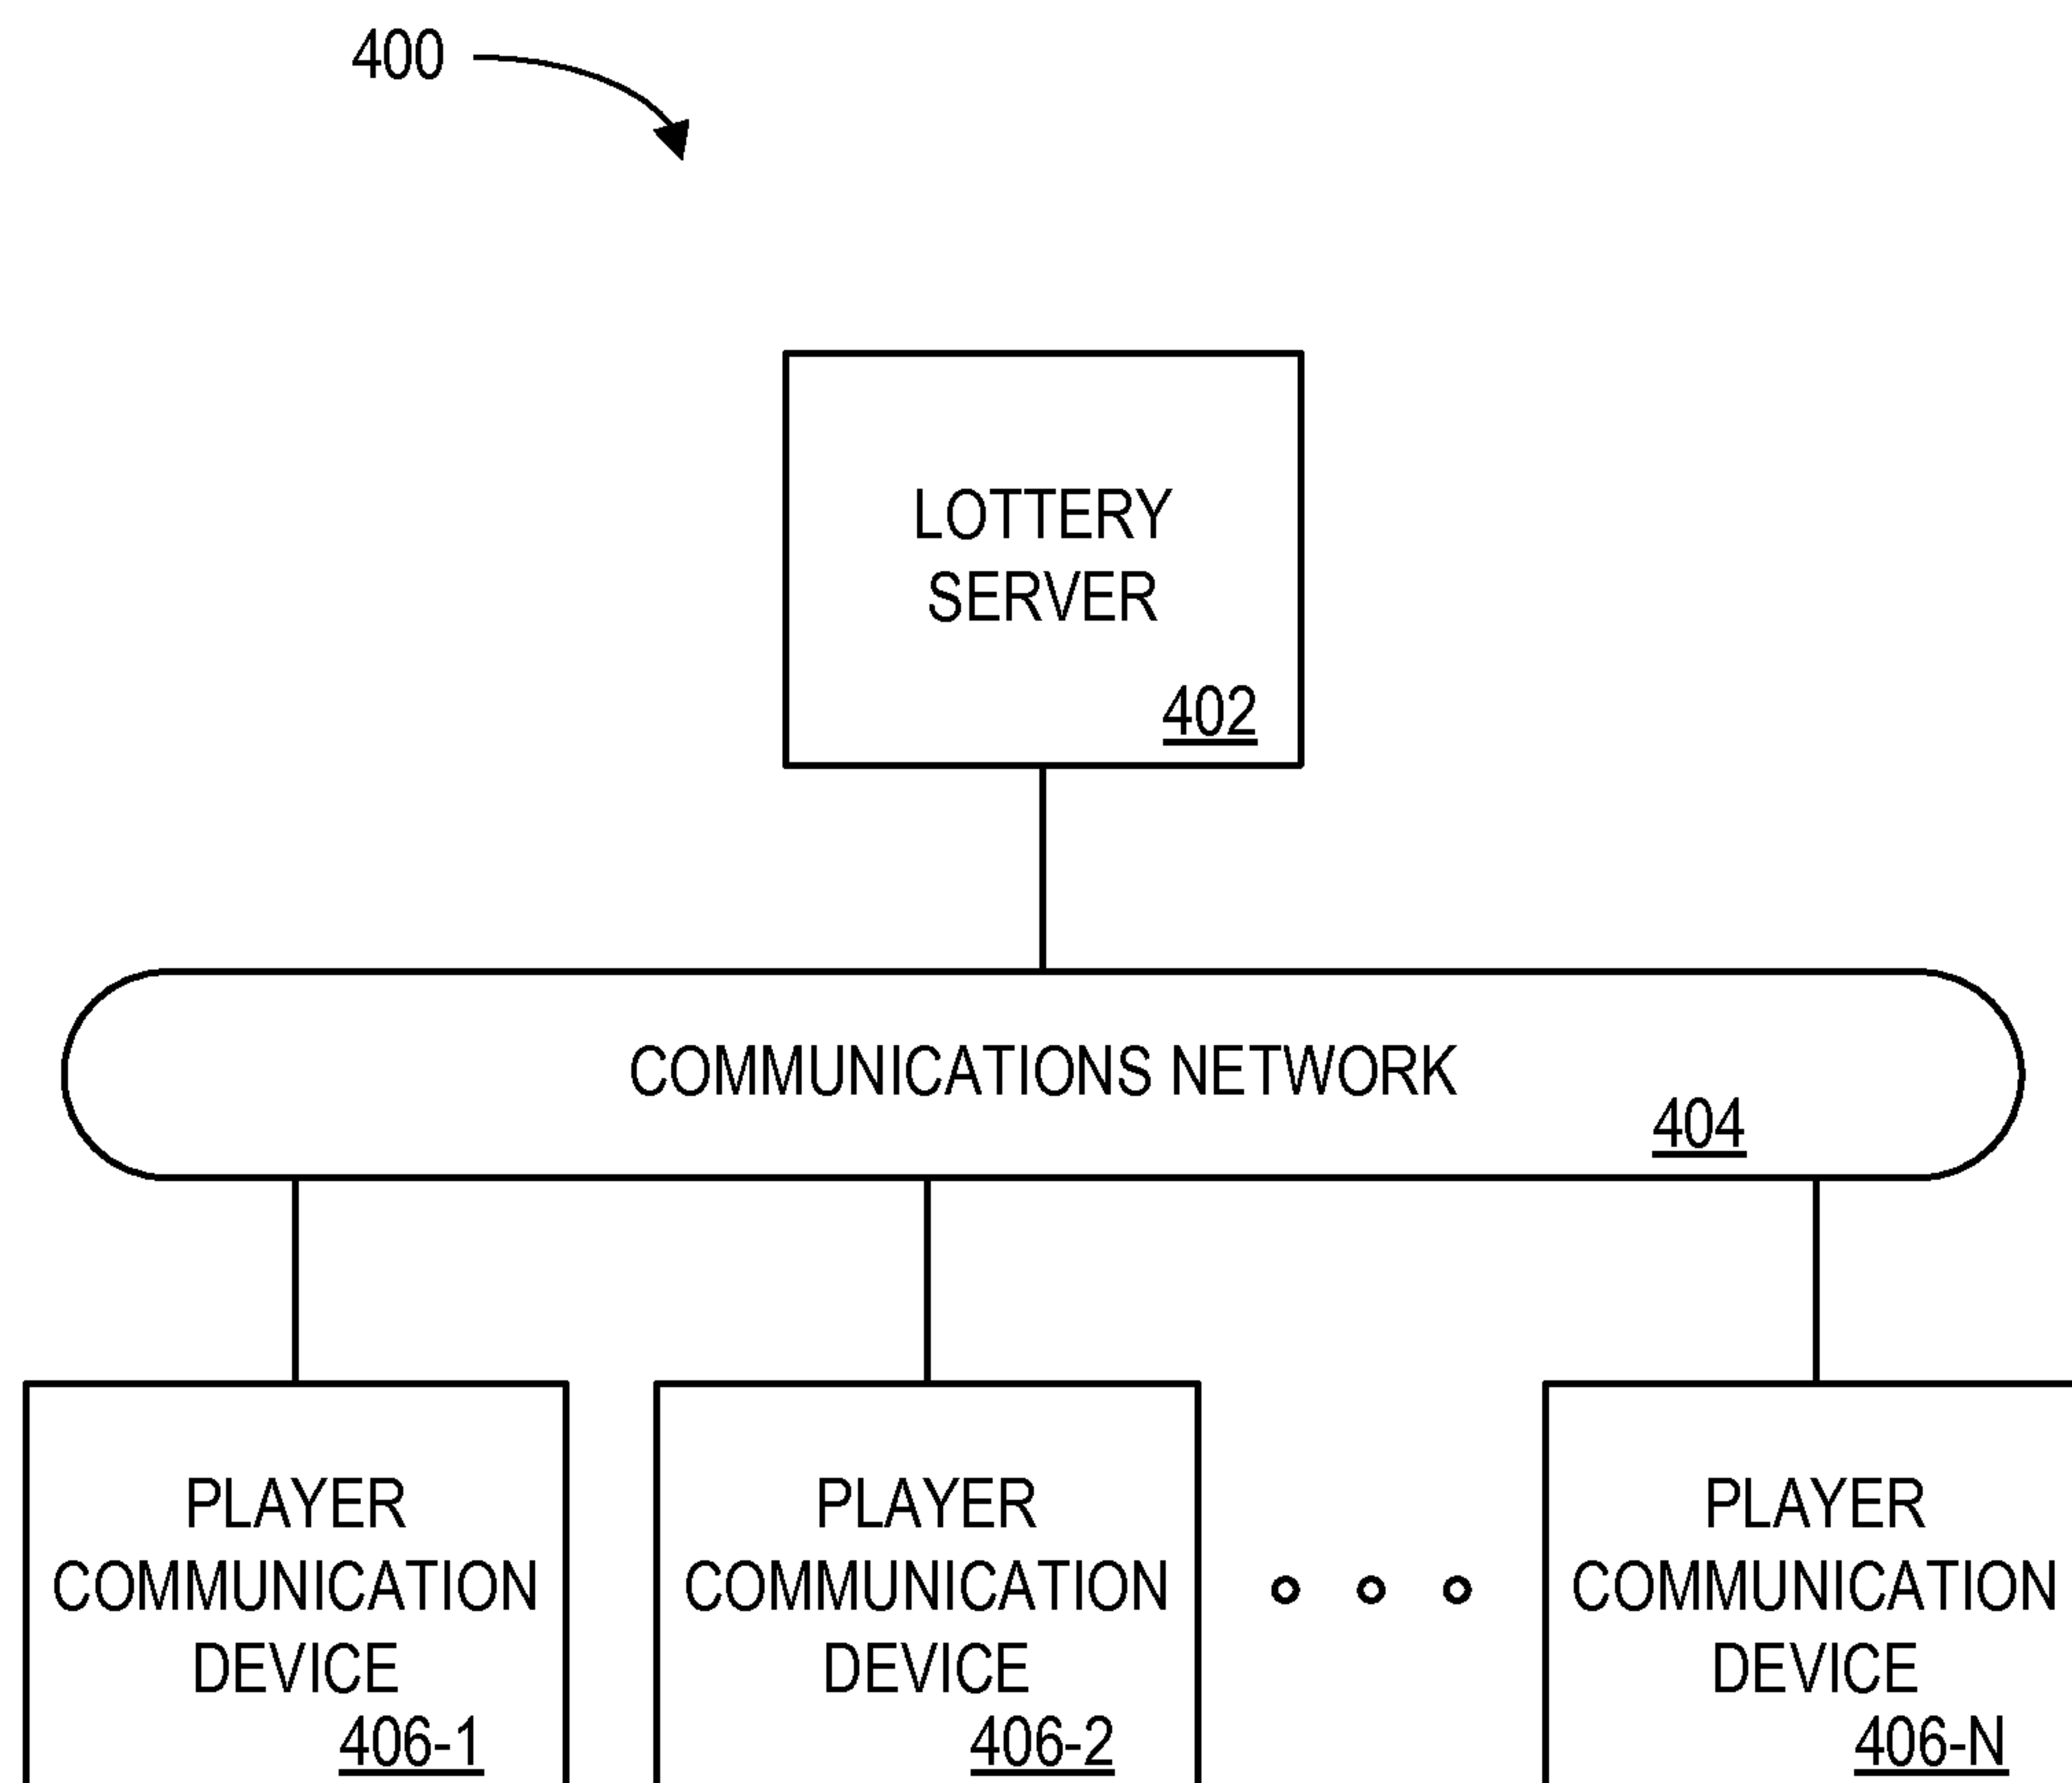 400
LOTTERY
SERVER
402
COMMUNICATIONS NETWORK
404
PLAYER
COMMUNICATION
DEVICE
406-1
PLAYER
COMMUNICATION
DEVICE
406-2
PLAYER
COMMUNICATION
DEVICE
406-N